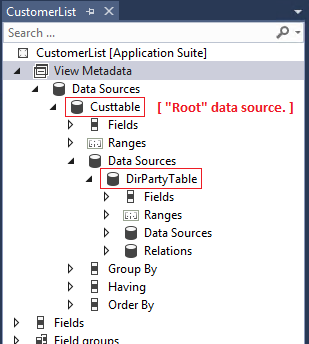 CustomerList
Search ...
CustomerList [Application Suite]
View Metadata
Data Sources
Custtable [ "Root" data source. ]
Fields
Ranges
Data Sources
DirPartyTable
Fields
Ranges
Data Sources
Relations
Group By
Having
Order By
Fields
Field groups